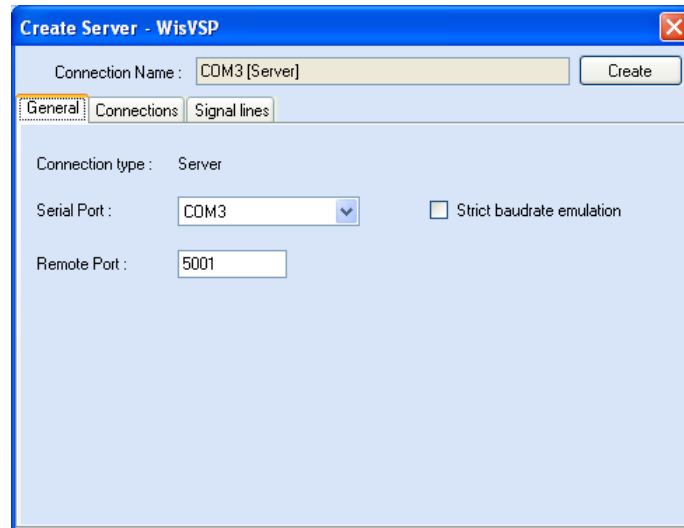 Create Server - WisVSP
Connection Name : COM3 [Server] Create
General Connections Signal lines
Connection type : Server
Serial Port : COM3 Strict baudrate emulation
Remote Port : 5001